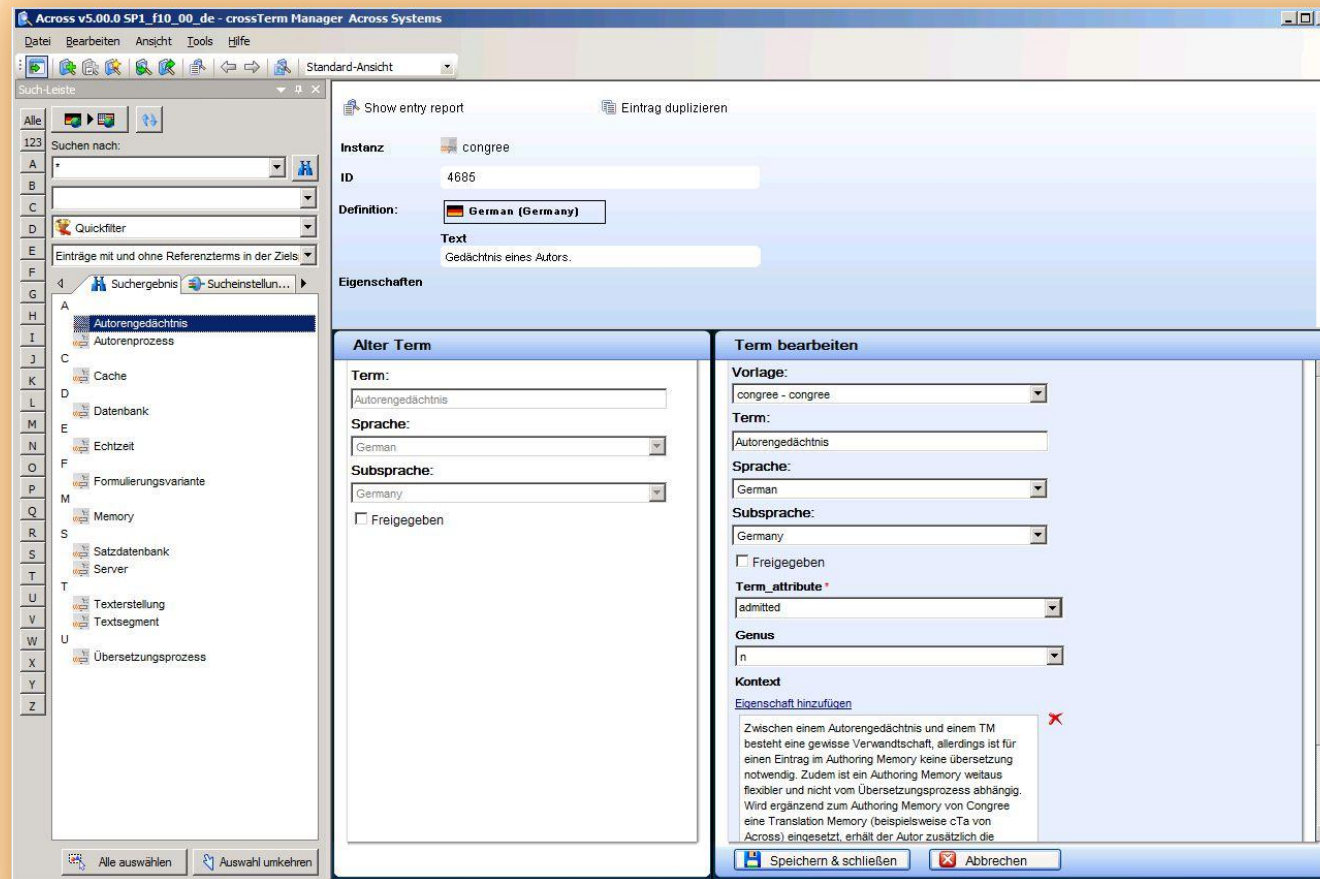 Across v5.00.0 SP1_f10_00_de - crossTerm Manager Across Systems
Datei Bearbeiten Ansicht Tools Hilfe
Standard-Ansicht
Such-Leiste
Alle
123
A
B
C
D
E
F
G
H
I
J
K
L
M
N
O
P
Q
R
S
T
U
V
W
X
Y
Z
Suchen nach:
*
Quickfilter
Einträge mit und ohne Referenzterms in der Ziels
Suchergebnis Sucheinstellun...
A
Autorengedächtnis
Autorenprozess
C
Cache
D
Datenbank
E
Echtzeit
F
Formulierungsvariante
M
Memory
S
Satzdatenbank
Server
T
Texterstellung
Textsegment
U
Übersetzungsprozess
Alle auswählen Auswahl umkehren
Show entry report Eintrag duplizieren
Instanz congree
ID 4685
Definition: German (Germany)
Text
Gedächtnis eines Autors.
Eigenschaften
Alter Term
Term:
Autorengedächtnis
Sprache:
German
Subsprache:
Germany
Freigegeben
Term bearbeiten
Vorlage:
congree - congree
Term:
Autorengedächtnis
Sprache:
German
Subsprache:
Germany
Freigegeben
Term_attribute *
admitted
Genus
n
Kontext
Eigenschaft hinzufügen
Zwischen einem Autorengedächtnis und einem TM
besteht eine gewisse Verwandtschaft, allerdings ist für
einen Eintrag im Authoring Memory keine übersetzung
notwendig. Zudem ist ein Authoring Memory weitaus
flexibler und nicht vom Übersetzungsprozess abhängig.
Wird ergänzend zum Authoring Memory von Congree
eine Translation Memory (beispielsweise cTa von
Across) eingesetzt, erhält der Autor zusätzlich die
Speichern & schließen Abbrechen